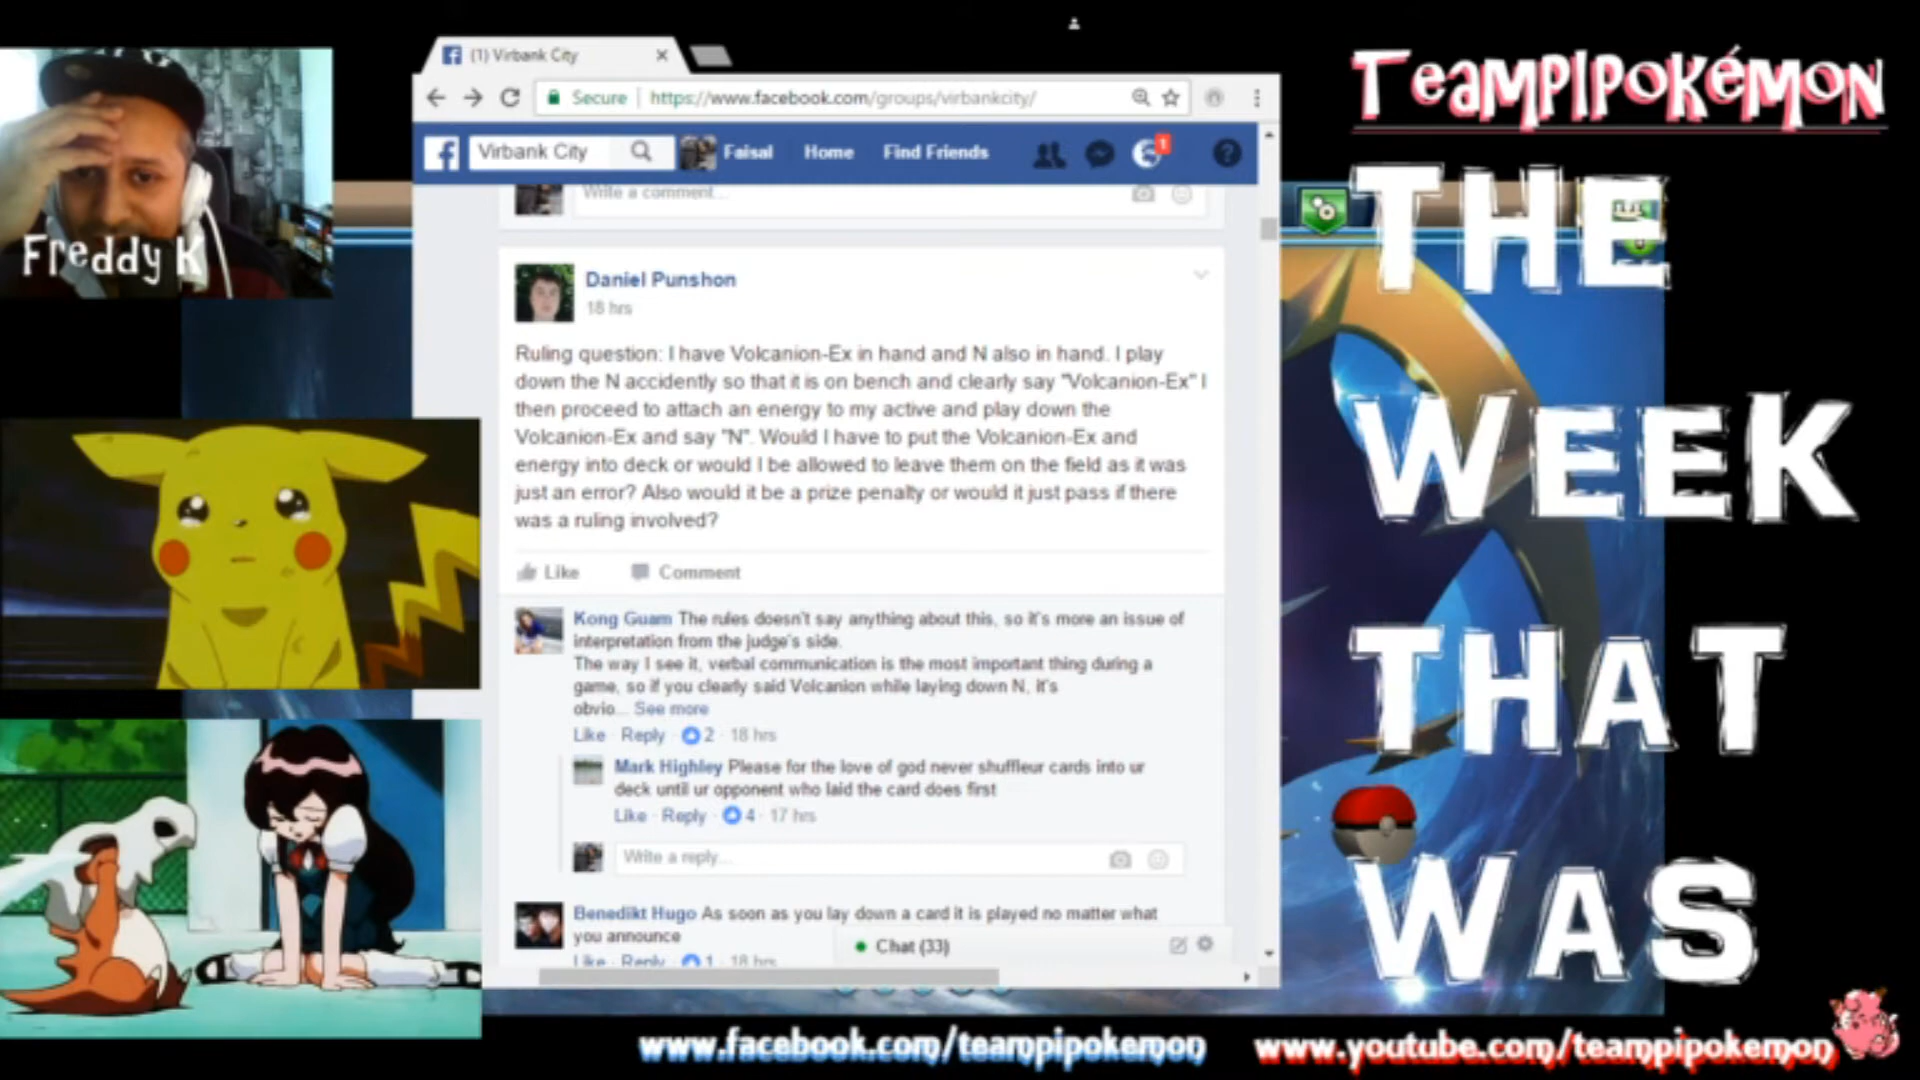 (1) Virbank City
Secure
https://www.facebook.com/groups/virbankcity/
Virbank City
Faisal
Home
Find Friends
1
Write a comment...
Daniel Punshon
18 hrs
Ruling question: I have Volcanion-Ex in hand and N also in hand. I play
down the N accidently so that it is on bench and clearly say "Volcanion-Ex" I
then proceed to attach an energy to my active and play down the
Volcanion-Ex and say "N". Would I have to put the Volcanion-Ex and
energy into deck or would I be allowed to leave them on the field as it was
just an error? Also would it be a prize penalty or would it just pass if there
was a ruling involved?
Like
Comment
Kong Guam The rules doesn't say anything about this, so it's more an issue of
interpretation from the judge's side.
The way I see it, verbal communication is the most important thing during a
game, so if you clearly said Volcanion while laying down N, it's
obvio... See more
Like · Reply · 2 · 18 hrs
Mark Highley Please for the love of god never shuffleur cards into ur
deck until ur opponent who laid the card does first
Like · Reply · 4 · 17 hrs
Write a reply...
Benedikt Hugo As soon as you lay down a card it is played no matter what
you announce
Like · Reply · 1 · 18 hrs
Chat (33)
Freddy K
TeamPiPokémon
THE
WEEK
THAT
WAS
www.facebook.com/teampipokemon
www.youtube.com/teampipokemon